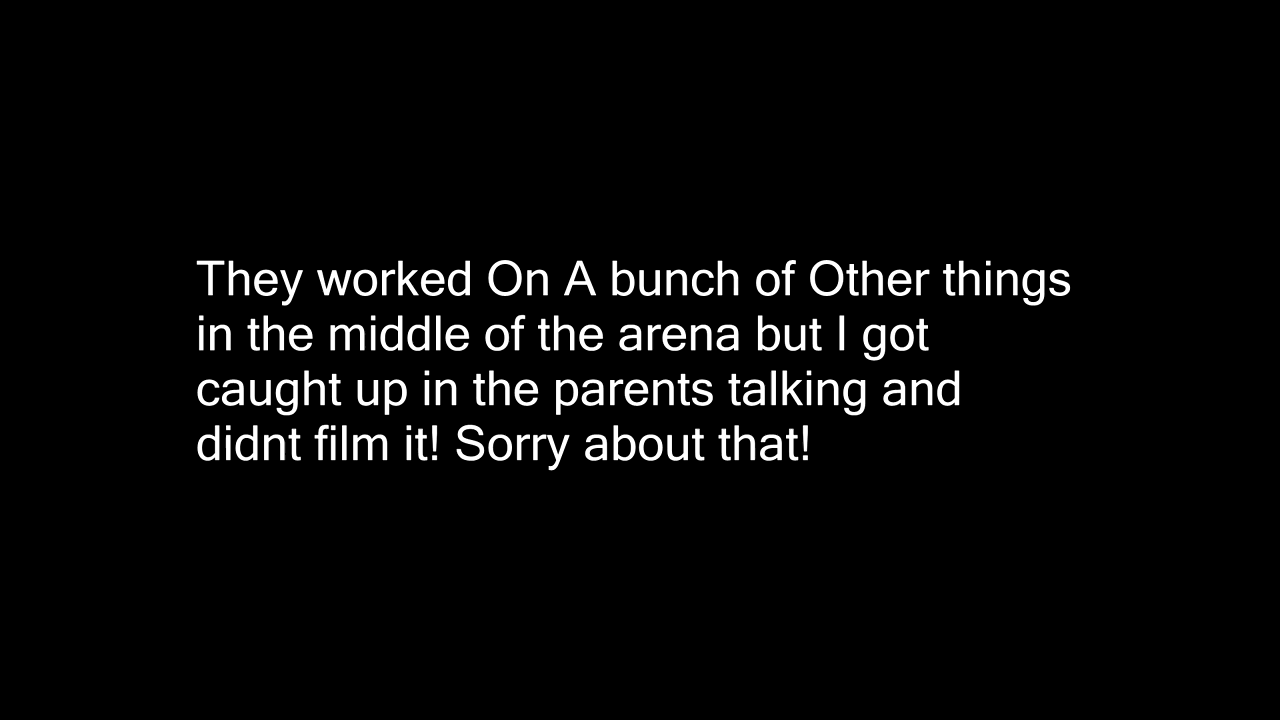 They worked On A bunch of Other things
in the middle of the arena but I got
caught up in the parents talking and
didnt film it! Sorry about that!